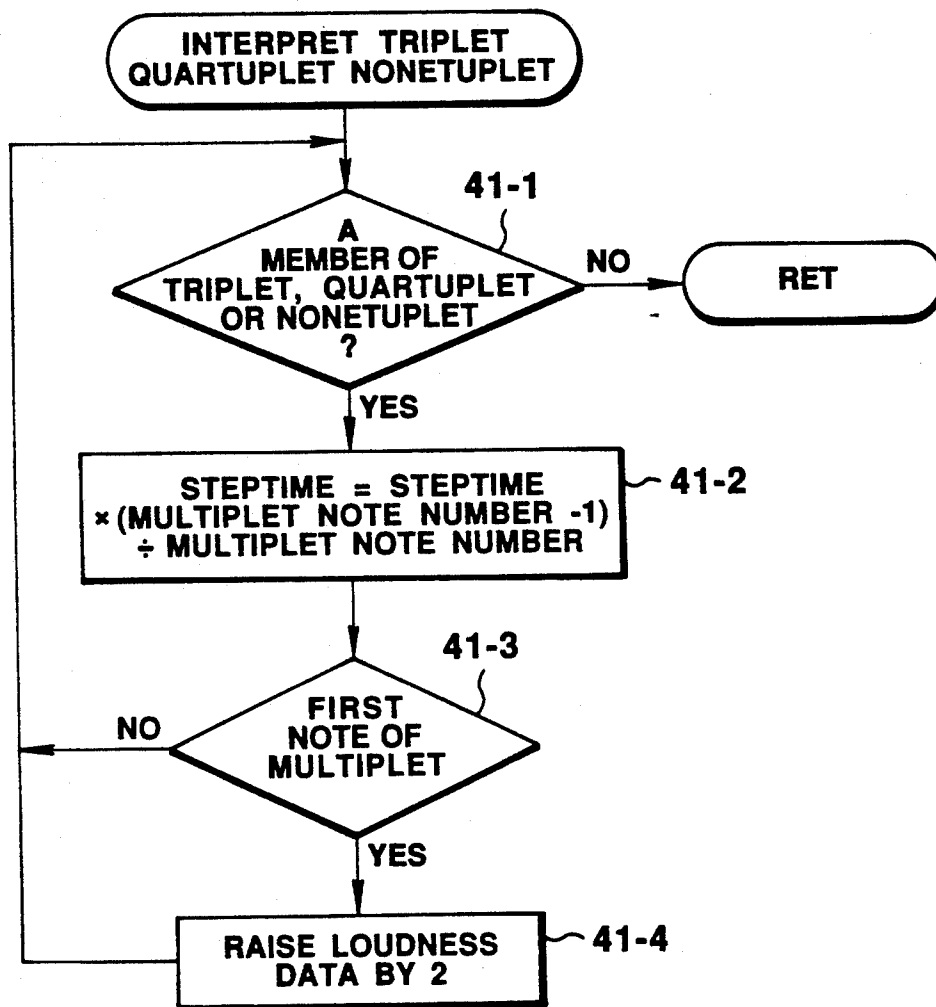 INTERPRET TRIPLET
QUARTUPLET NONETUPLET
41-1
A
MEMBER OF
TRIPLET, QUARTUPLET
OR NONETUPLET
?
NO
RET
YES
STEPTIME = STEPTIME
×(MULTIPLET NOTE NUMBER -1)
÷ MULTIPLET NOTE NUMBER
41-2
41-3
FIRST
NOTE OF
MULTIPLET
NO
YES
RAISE LOUDNESS
DATA BY 2
41-4